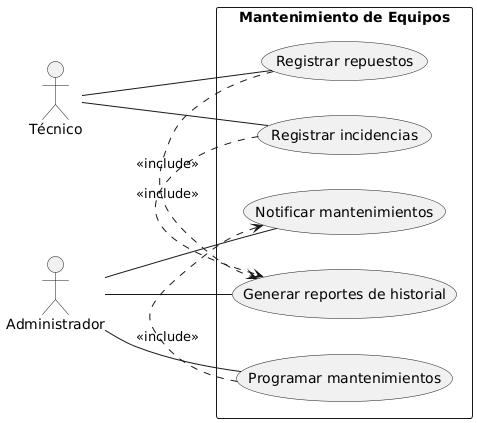 Mantenimiento de Equipos
Registrar repuestos
Técnico
Registrar incidencias
«include»
«include»
Notificar mantenimientos
Administrador
Generar reportes de historial
«include»
Programar mantenimientos